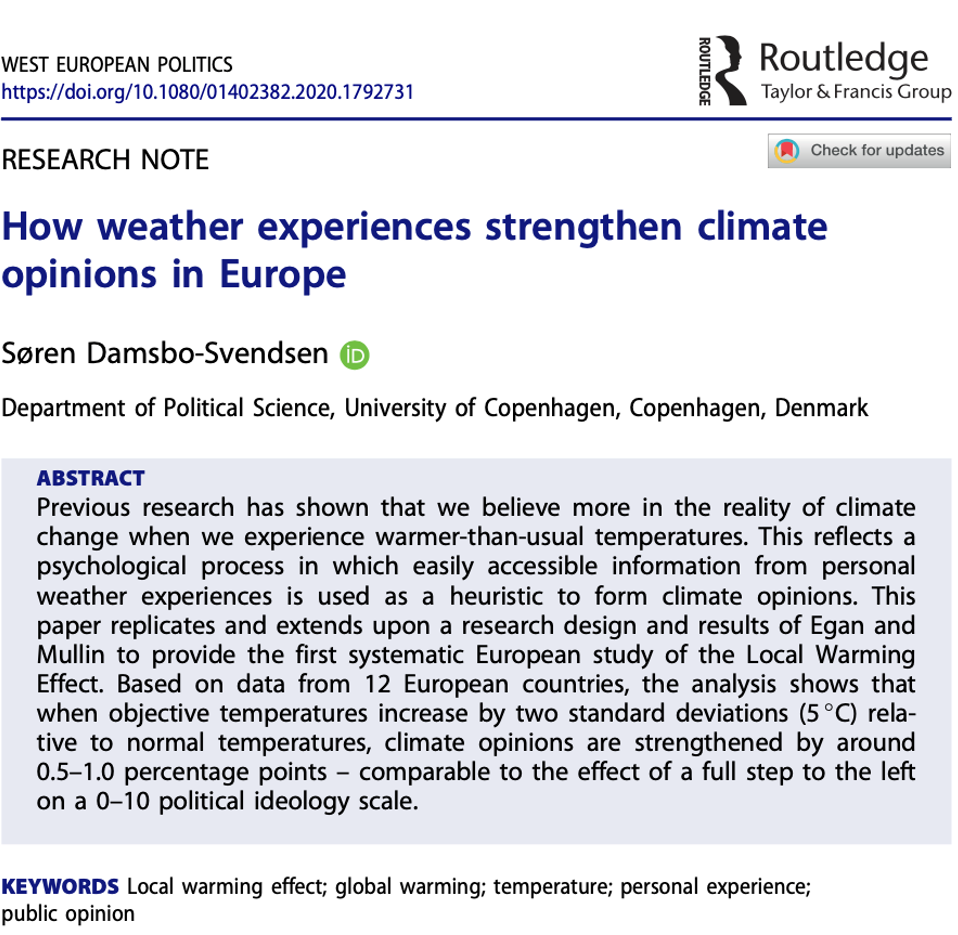 WEST EUROPEAN POLITICS
https://doi.org/10.1080/01402382.2020.1792731
ROUTLEDGE
Routledge
Taylor & Francis Group
Check for updates
RESEARCH NOTE
How weather experiences strengthen climate
opinions in Europe
Søren Damsbo-Svendsen iD
Department of Political Science, University of Copenhagen, Copenhagen, Denmark
ABSTRACT
Previous research has shown that we believe more in the reality of climate
change when we experience warmer-than-usual temperatures. This reflects a
psychological process in which easily accessible information from personal
weather experiences is used as a heuristic to form climate opinions. This
paper replicates and extends upon a research design and results of Egan and
Mullin to provide the first systematic European study of the Local Warming
Effect. Based on data from 12 European countries, the analysis shows that
when objective temperatures increase by two standard deviations (5 °C) rela-
tive to normal temperatures, climate opinions are strengthened by around
0.5–1.0 percentage points – comparable to the effect of a full step to the left
on a 0–10 political ideology scale.
KEYWORDS Local warming effect; global warming; temperature; personal experience;
public opinion